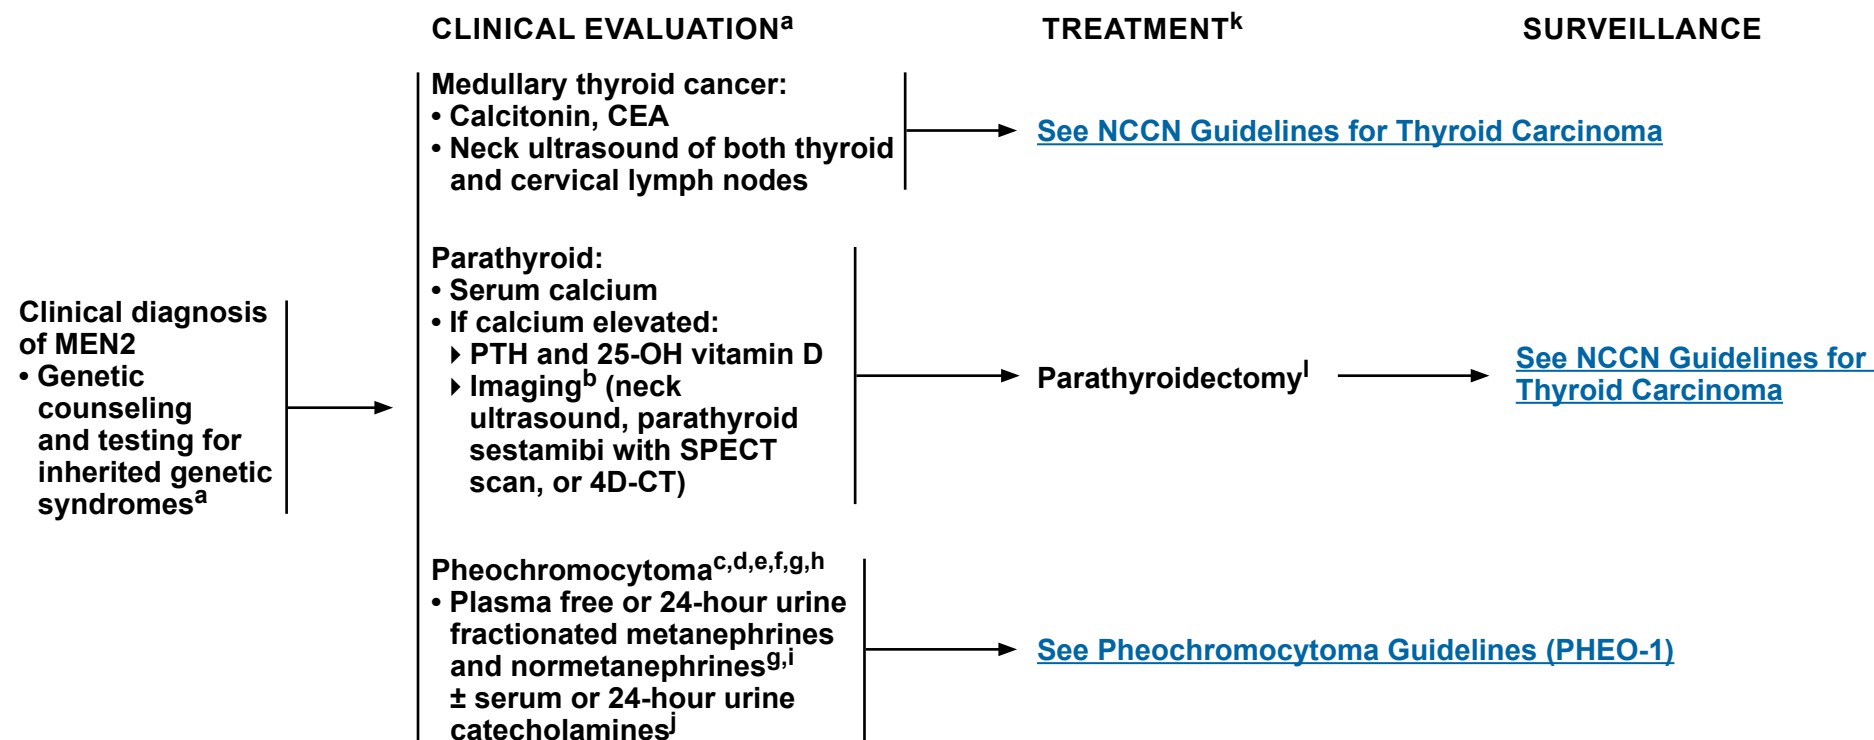 CLINICAL EVALUATIONa
TREATMENTk
SURVEILLANCE
Clinical diagnosis
of MEN2
• Genetic
counseling
and testing for
inherited genetic
syndromesa
Medullary thyroid cancer:
• Calcitonin, CEA
• Neck ultrasound of both thyroid
and cervical lymph nodes
See NCCN Guidelines for Thyroid Carcinoma
Parathyroid:
• Serum calcium
• If calcium elevated:
▸ PTH and 25-OH vitamin D
▸ Imagingb (neck
ultrasound, parathyroid
sestamibi with SPECT
scan, or 4D-CT)
Parathyroidectomyl
See NCCN Guidelines for
Thyroid Carcinoma
Pheochromocytomac,d,e,f,g,h
• Plasma free or 24-hour urine
fractionated metanephrines
and normetanephrinesg,i
± serum or 24-hour urine
catecholaminesj
See Pheochromocytoma Guidelines (PHEO-1)